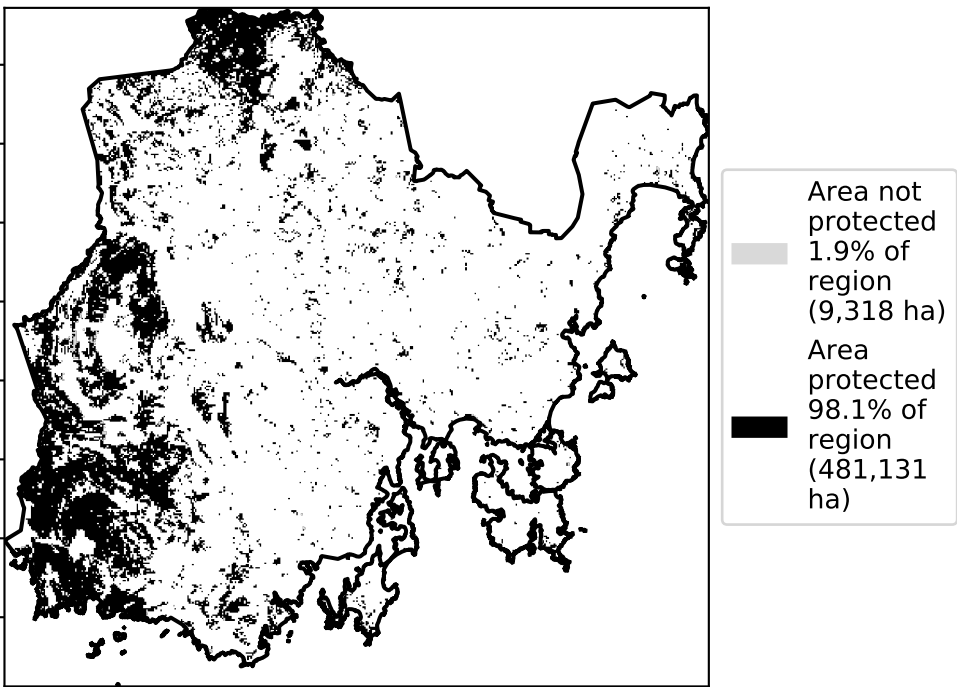 Area not
protected
1.9% of
region
(9,318 ha)
Area
protected
98.1% of
region
(481,131
ha)